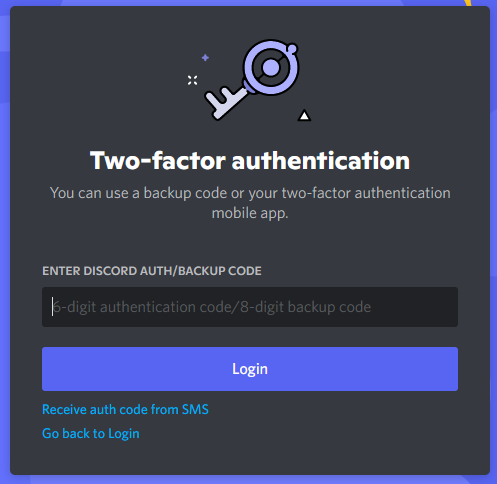 Two-factor authentication
You can use a backup code or your two-factor authentication
mobile app.
ENTER DISCORD AUTH/BACKUP CODE
6-digit authentication code/8-digit backup code
Login
Receive auth code from SMS
Go back to Login